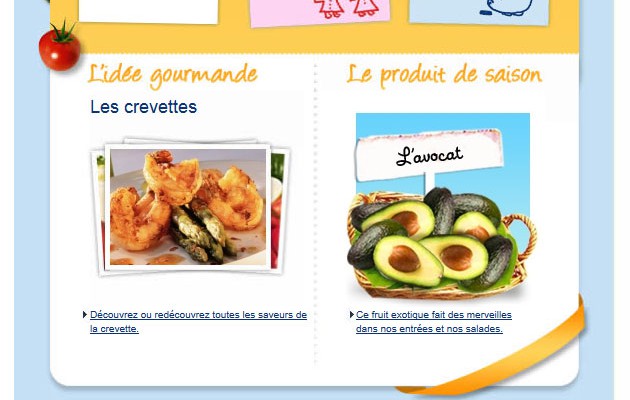 L'idée gourmande
Le produit de saison
Les crevettes
L'avocat
Découvrez ou redécouvrez toutes les saveurs de
la crevette.
Ce fruit exotique fait des merveilles
dans nos entrées et nos salades.